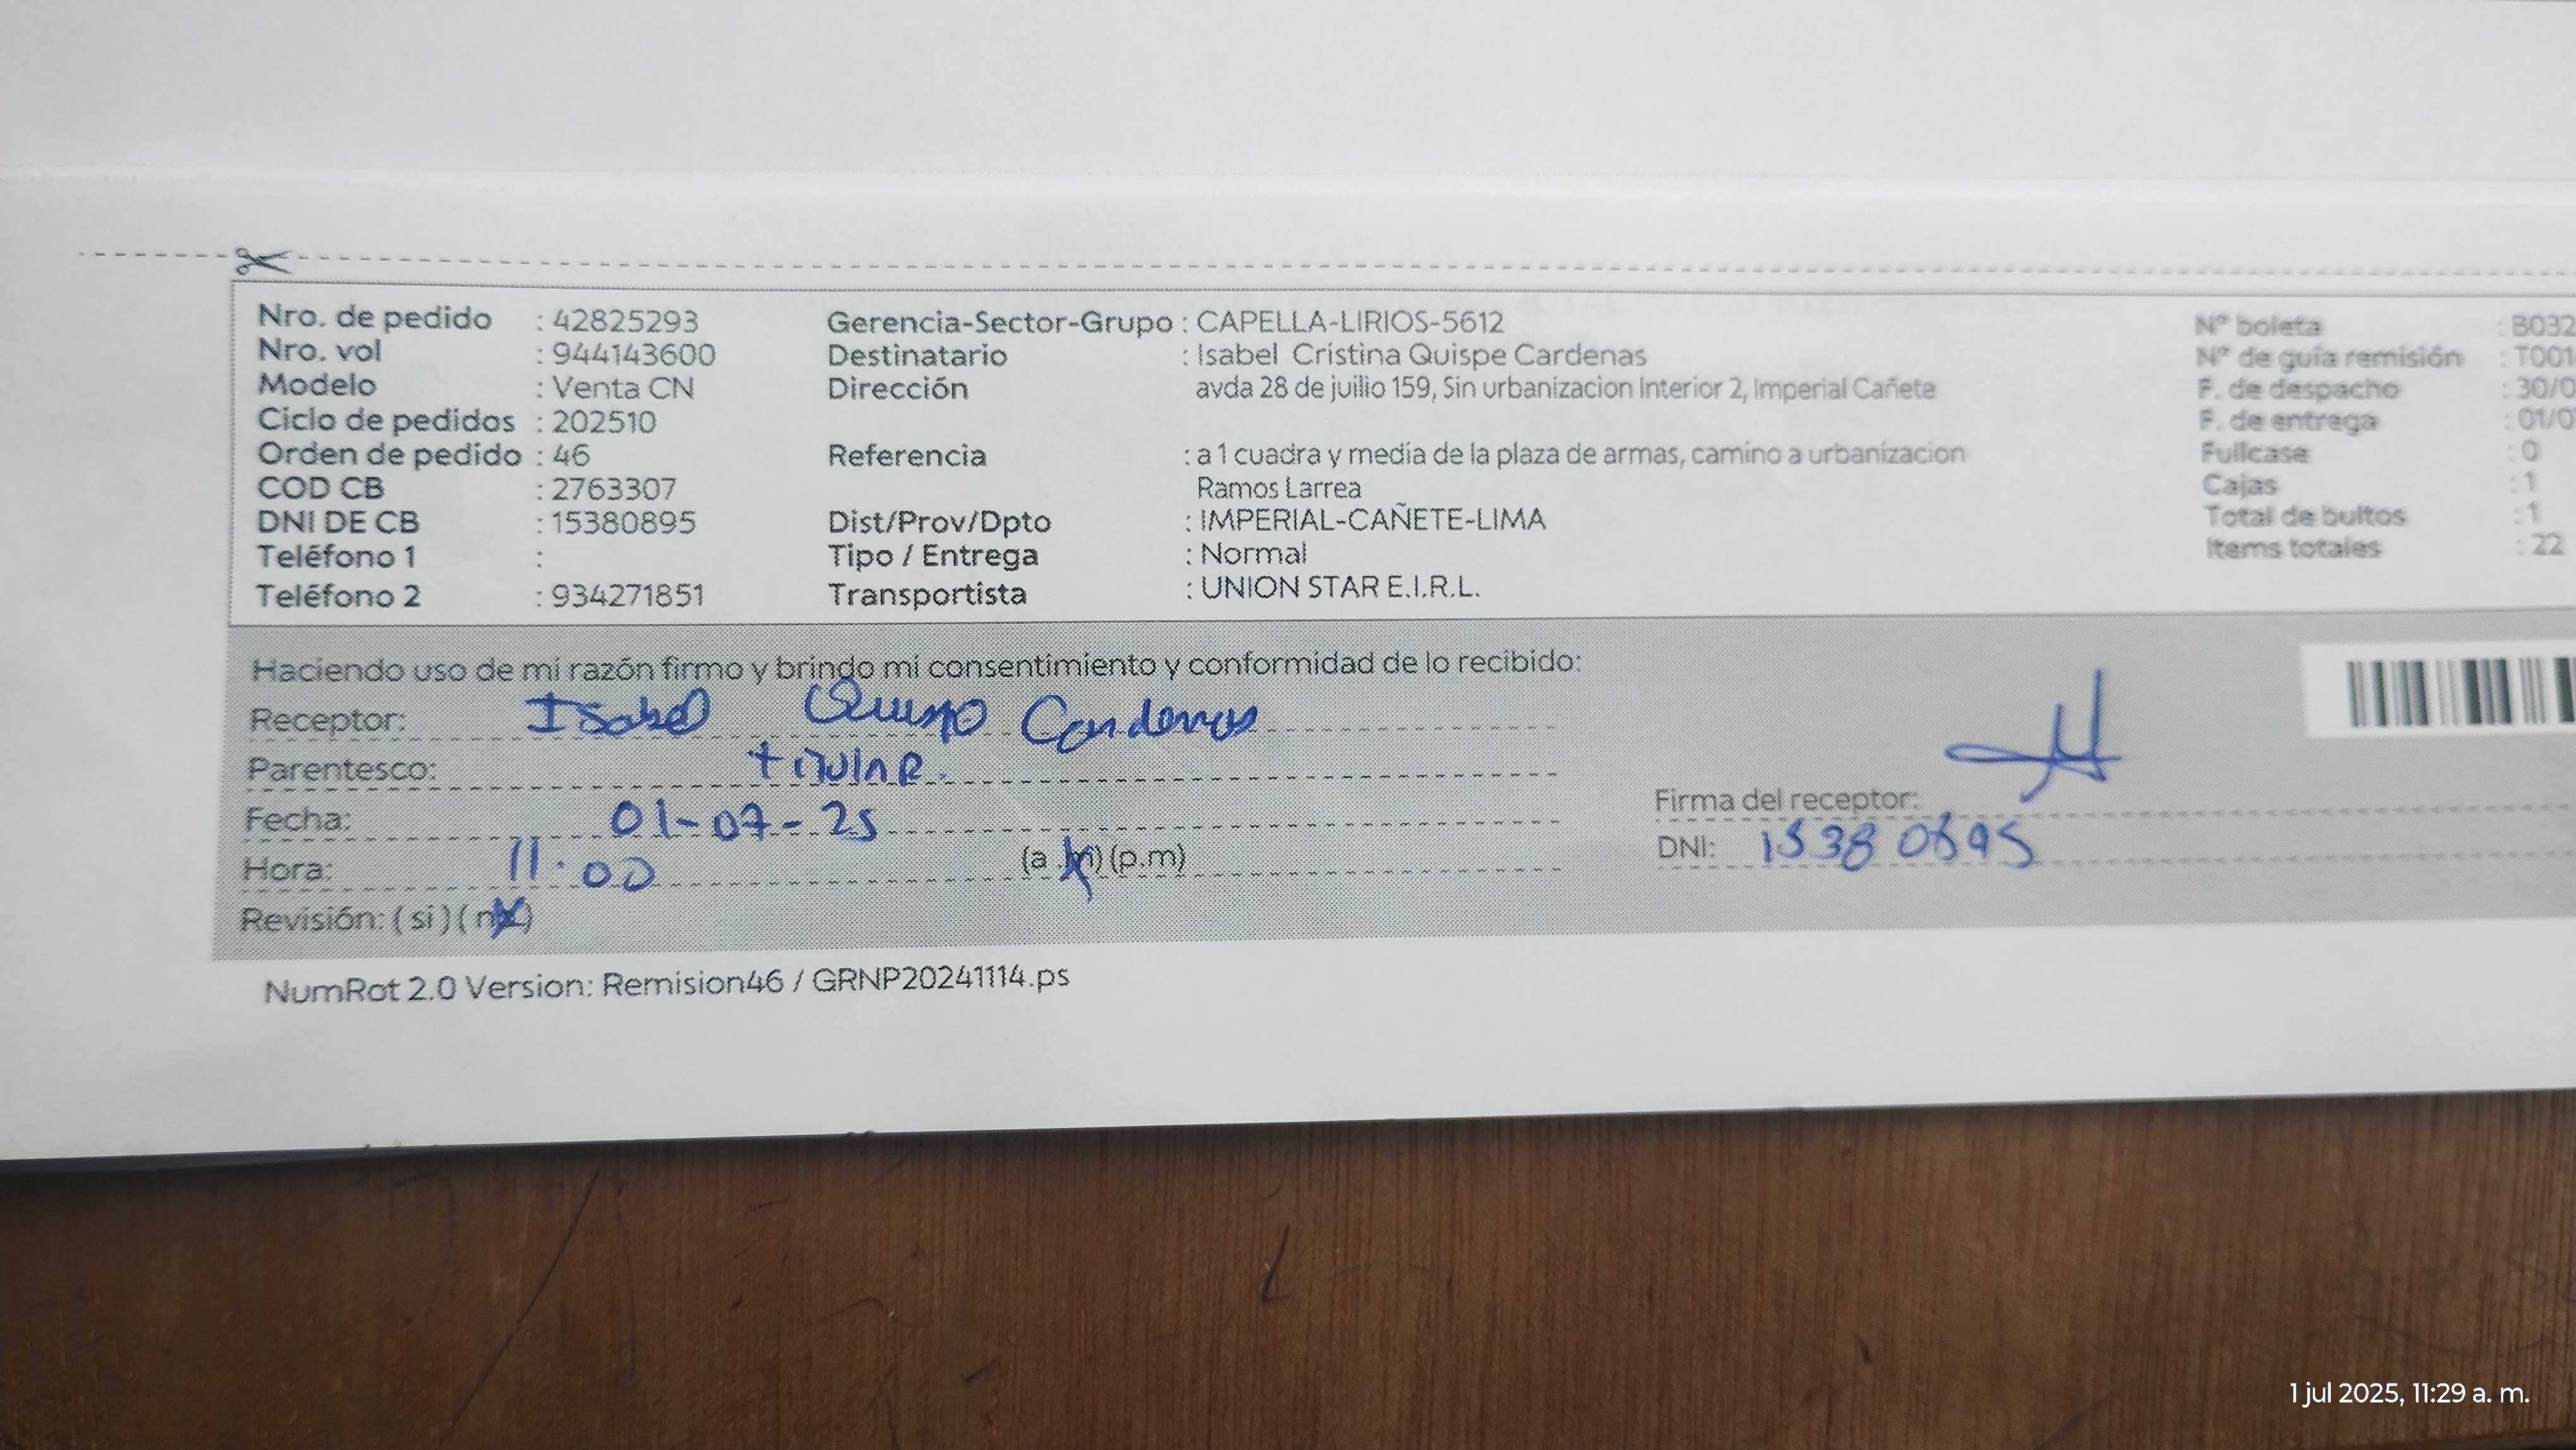 Nro. de pedido : 42825293 Gerencia-Sector-Grupo : CAPELLA-LIRIOS-5612 N° boleta : B032
Nro. vol : 944143600 Destinatario : Isabel Cristina Quispe Cardenas N° de guía remisión : T001
Modelo : Venta CN Dirección avda 28 de juilio 159, Sin urbanizacion Interior 2, Imperial Cañete F. de despacho : 30/0
Ciclo de pedidos : 202510 F. de entrega : 01/0
Orden de pedido : 46 Referencia : a 1 cuadra y media de la plaza de armas, camino a urbanizacion Fullcase : 0
COD CB : 2763307 Ramos Larrea Cajas : 1
DNI DE CB : 15380895 Dist/Prov/Dpto : IMPERIAL-CAÑETE-LIMA Total de bultos : 1
Teléfono 1 : Tipo / Entrega : Normal Items totales : 22
Teléfono 2 : 934271851 Transportista : UNION STAR E.I.R.L.
Haciendo uso de mi razón firmo y brindo mi consentimiento y conformidad de lo recibido:
Receptor: Isabel Quispe Cardenas
Parentesco: titular.
Fecha: 01-07-25 Firma del receptor:
Hora: 11:00 (a.m) (p.m) DNI: 15380895
Revisión: ( si ) ( no )
NumRot 2.0 Version: Remision46 / GRNP20241114.ps
1 jul 2025, 11:29 a. m.